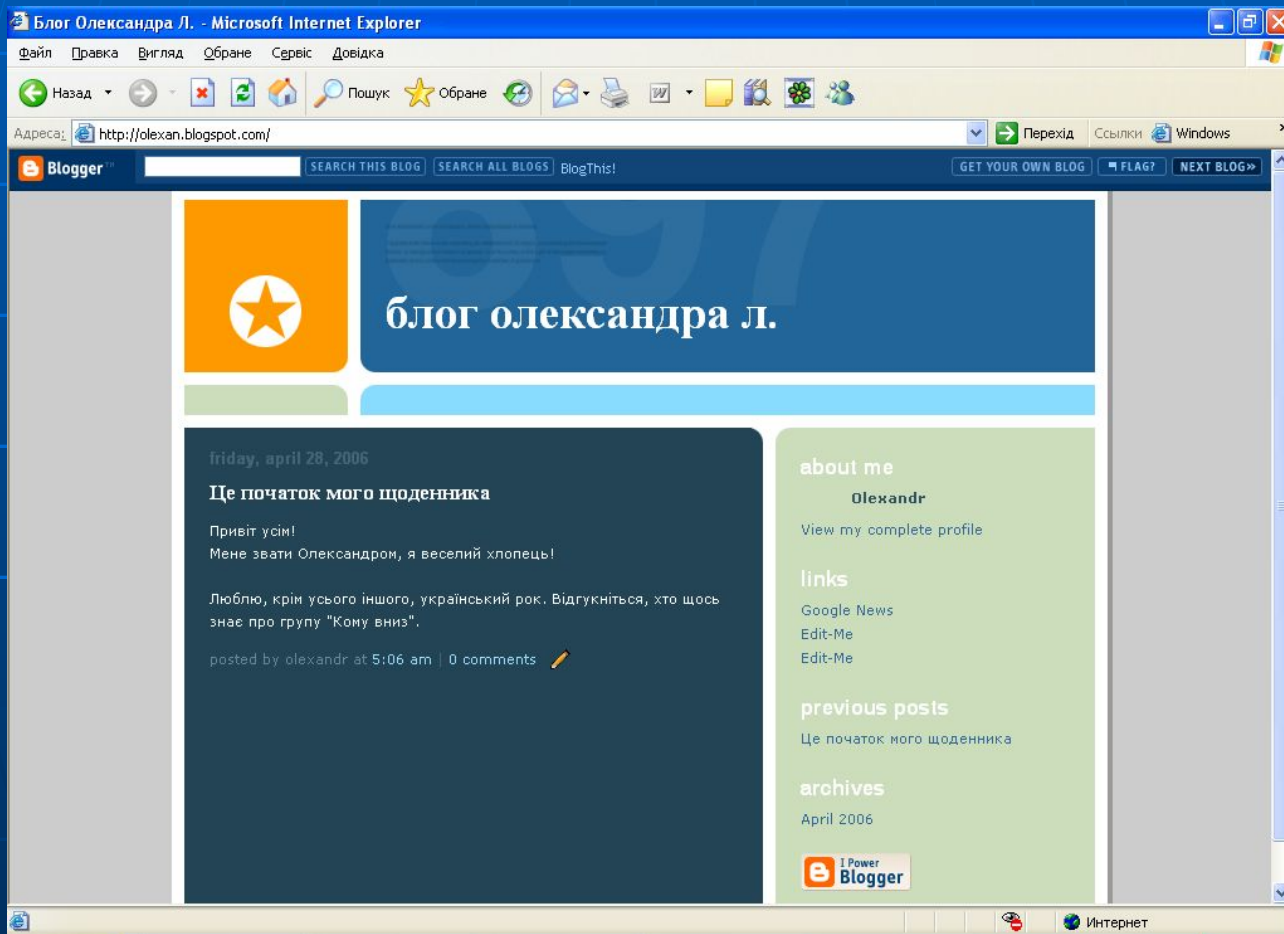 Блог Олександра Л. - Microsoft Internet Explorer
Файл Правка Вигляд Обране Сервіс Довідка
Назад Пошук Обране
Адреса: http://olexan.blogspot.com/ Перехід Ссылки Windows »
Blogger™ SEARCH THIS BLOG SEARCH ALL BLOGS BlogThis! GET YOUR OWN BLOG FLAG? NEXT BLOG»
897
блог олександра л.
friday, april 28, 2006
Це початок мого щоденника
Привіт усім!
Мене звати Олександром, я веселий хлопець!
Люблю, крім усього іншого, український рок. Відгукніться, хто щось
знає про групу "Кому вниз".
posted by olexandr at 5:06 am | 0 comments
about me
Olexandr
View my complete profile
links
Google News
Edit-Me
Edit-Me
previous posts
Це початок мого щоденника
archives
April 2006
I Power
Blogger
Интернет